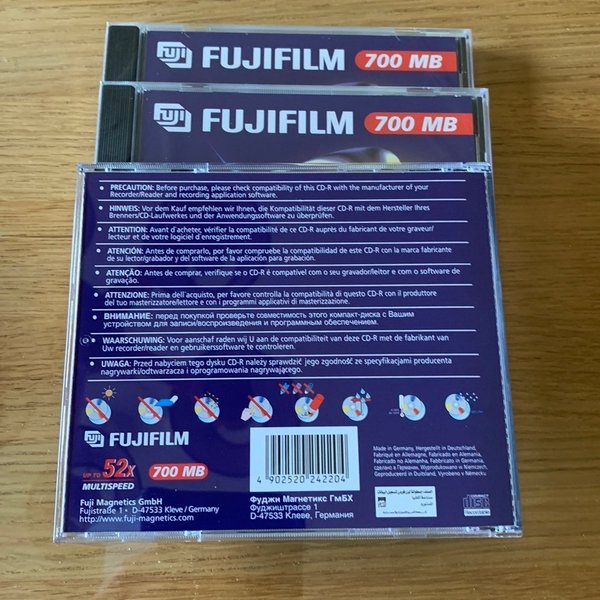 Fuji FUJIFILM 700 MB
Fuji FUJIFILM 700 MB
• PRECAUTION: Before purchase, please check compatibility of this CD-R with the manufacturer of your
Recorder/Reader and recording application software.
• HINWEIS: Vor dem Kauf empfehlen wir Ihnen, die Kompatibilität dieser CD-R mit dem Hersteller Ihres
Brenners/CD-Laufwerkes und der Anwendungssoftware zu überprüfen.
• ATTENTION: Avant d'acheter, vérifier la compatibilité de ce CD-R auprès du fabricant de votre graveur/
lecteur et de votre logiciel d'enregistrement.
• ATENCIÓN: Antes de comprarlo, por favor compruebe la compatibilidad de este CD-R con la marca fabricante
de su lector/grabador y del software de la aplicación para grabación.
• ATENÇÃO: Antes de comprar, verifique se o CD-R é compatível com o seu gravador/leitor e com o software de
gravação.
• ATTENZIONE: Prima dell'acquisto, per favore controlla la compatibilità di questo CD-R con il produttore
del tuo masterizzatore/lettore e con i programmi applicativi di masterizzazione.
• ВНИМАНИЕ: перед покупкой проверьте совместимость этого компакт-диска с Вашим
устройством для записи/воспроизведения и программным обеспечением.
• WAARSCHUWING: Voor aanschaf raden wij U aan de compatibiliteit van deze CD-R met de fabrikant van
Uw recorder/reader en gebruikerssoftware te controleren.
• UWAGA: Przed nabyciem tego dysku CD-R należy sprawdzić jego zgodność ze specyfikacjami producenta
nagrywarki/odtwarzacza i oprogramowania nagrywającego.
Fuji FUJIFILM
UP TO 52X 700 MB
MULTISPEED
Fuji Magnetics GmbH
Fujistraße 1 • D-47533 Kleve / Germany
http://www.fuji-magnetics.com
4 902520 242204
Фуджи Магнетикс ГмБХ
Фуджиштрассе 1
D-47533 Клеве, Германия
Made in Germany, Hergestellt in Deutschland,
Fabriqué en Allemagne, Fabricado en Alemania,
Fabricado na Alemanha, Fabbricato in Germania,
сделано в Германии, Wyprodukowano w Niemczech,
Geproduceerd in Duitsland, Vyrobeno v Německu
COMPACT
disc
Recordable